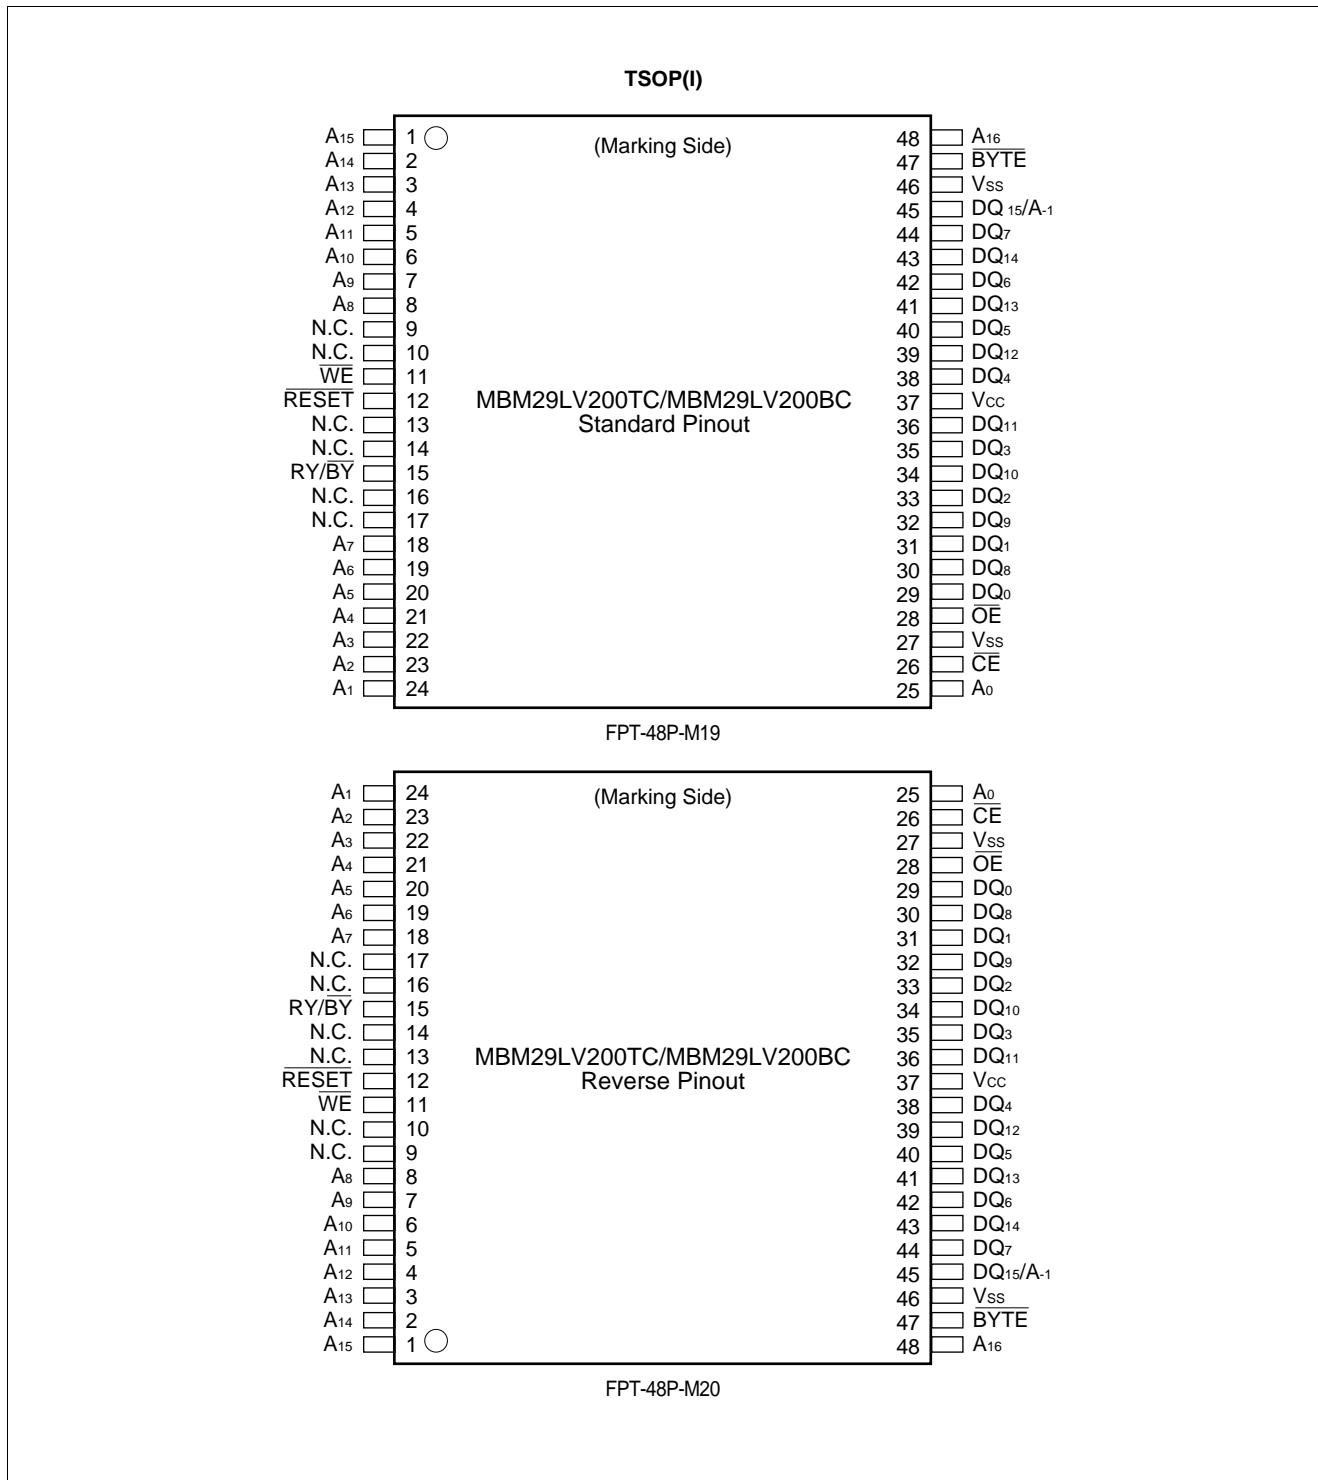 TSOP(I)
A15 1 (Marking Side) 48 A16
A14 2 47 BYTE
A13 3 46 VSS
A12 4 45 DQ 15/A-1
A11 5 44 DQ7
A10 6 43 DQ14
A9 7 42 DQ6
A8 8 41 DQ13
N.C. 9 40 DQ5
N.C. 10 39 DQ12
WE 11 38 DQ4
RESET 12 MBM29LV200TC/MBM29LV200BC 37 VCC
N.C. 13 Standard Pinout 36 DQ11
N.C. 14 35 DQ3
RY/BY 15 34 DQ10
N.C. 16 33 DQ2
N.C. 17 32 DQ9
A7 18 31 DQ1
A6 19 30 DQ8
A5 20 29 DQ0
A4 21 28 OE
A3 22 27 VSS
A2 23 26 CE
A1 24 25 A0
FPT-48P-M19
A1 24 (Marking Side) 25 A0
A2 23 26 CE
A3 22 27 VSS
A4 21 28 OE
A5 20 29 DQ0
A6 19 30 DQ8
A7 18 31 DQ1
N.C. 17 32 DQ9
N.C. 16 33 DQ2
RY/BY 15 34 DQ10
N.C. 14 35 DQ3
N.C. 13 MBM29LV200TC/MBM29LV200BC 36 DQ11
RESET 12 Reverse Pinout 37 VCC
WE 11 38 DQ4
N.C. 10 39 DQ12
N.C. 9 40 DQ5
A8 8 41 DQ13
A9 7 42 DQ6
A10 6 43 DQ14
A11 5 44 DQ7
A12 4 45 DQ15/A-1
A13 3 46 VSS
A14 2 47 BYTE
A15 1 48 A16
FPT-48P-M20